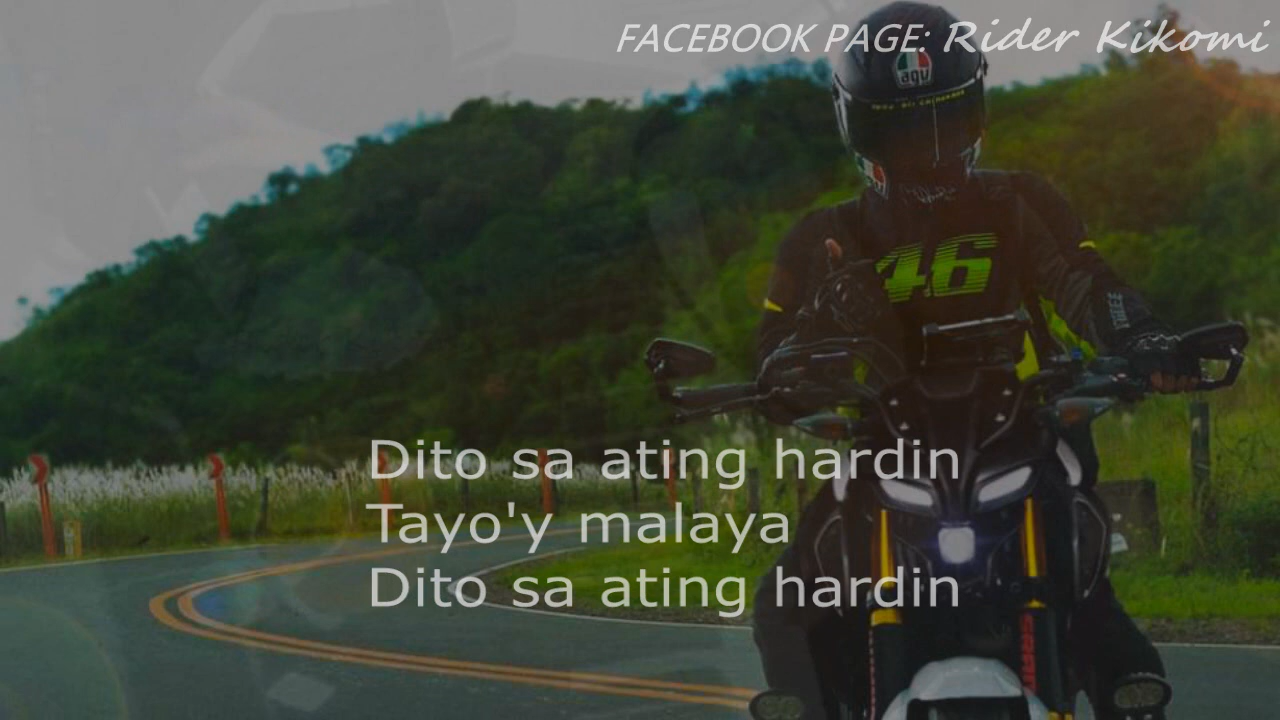 FACEBOOK PAGE: Rider Kikomi
agv
46
Dito sa ating hardin
Tayo'y malaya
Dito sa ating hardin